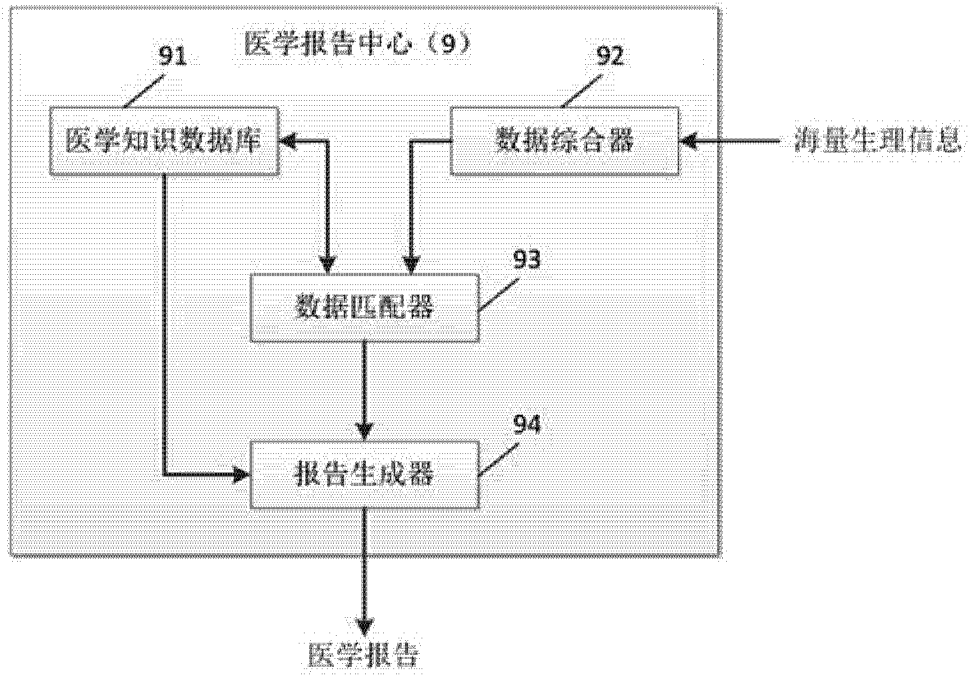 医学报告中心（9）
91
92
医学知识数据库
数据综合器
海量生理信息
93
数据匹配器
94
报告生成器
医学报告